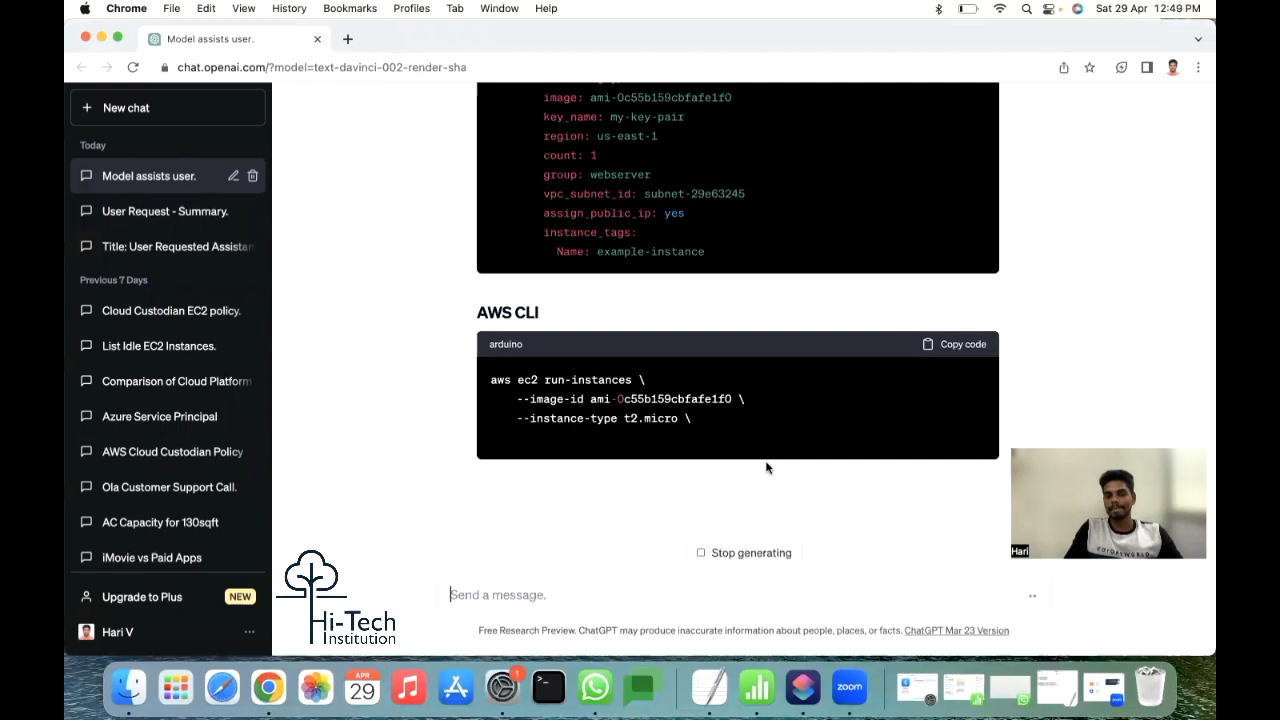 Chrome File Edit View History Bookmarks Profiles Tab Window Help Sat 29 Apr 12:49 PM
Model assists user.
chat.openai.com/?model=text-davinci-002-render-sha
New chat
Today
Model assists user.
User Request - Summary.
Title: User Requested Assistan
Previous 7 Days
Cloud Custodian EC2 policy.
List Idle EC2 Instances.
Comparison of Cloud Platform
Azure Service Principal
AWS Cloud Custodian Policy
Ola Customer Support Call.
AC Capacity for 130sqft
iMovie vs Paid Apps
Upgrade to Plus NEW
Hari V
image: ami-0c55b159cbfafe1f0
key_name: my-key-pair
region: us-east-1
count: 1
group: webserver
vpc_subnet_id: subnet-29e63245
assign_public_ip: yes
instance_tags:
Name: example-instance
AWS CLI
arduino Copy code
aws ec2 run-instances \
--image-id ami-0c55b159cbfafe1f0 \
--instance-type t2.micro \
Stop generating
Send a message.
Free Research Preview. ChatGPT may produce inaccurate information about people, places, or facts. ChatGPT Mar 23 Version
Hari
Hi-Tech
Institution
APR
29
1
zoom